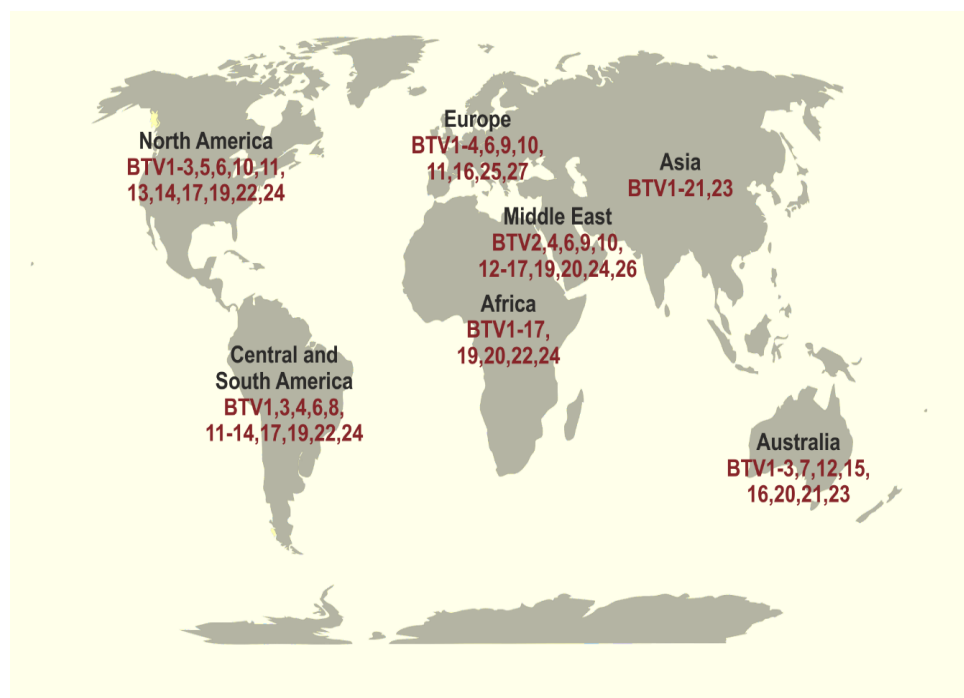 North America
BTV1-3,5,6,10,11,
13,14,17,19,22,24
Europe
BTV1-4,6,9,10,
11,16,25,27
Asia
BTV1-21,23
Middle East
BTV2,4,6,9,10,
12-17,19,20,24,26
Africa
BTV1-17,
19,20,22,24
Central and
South America
BTV1,3,4,6,8,
11-14,17,19,22,24
Australia
BTV1-3,7,12,15,
16,20,21,23